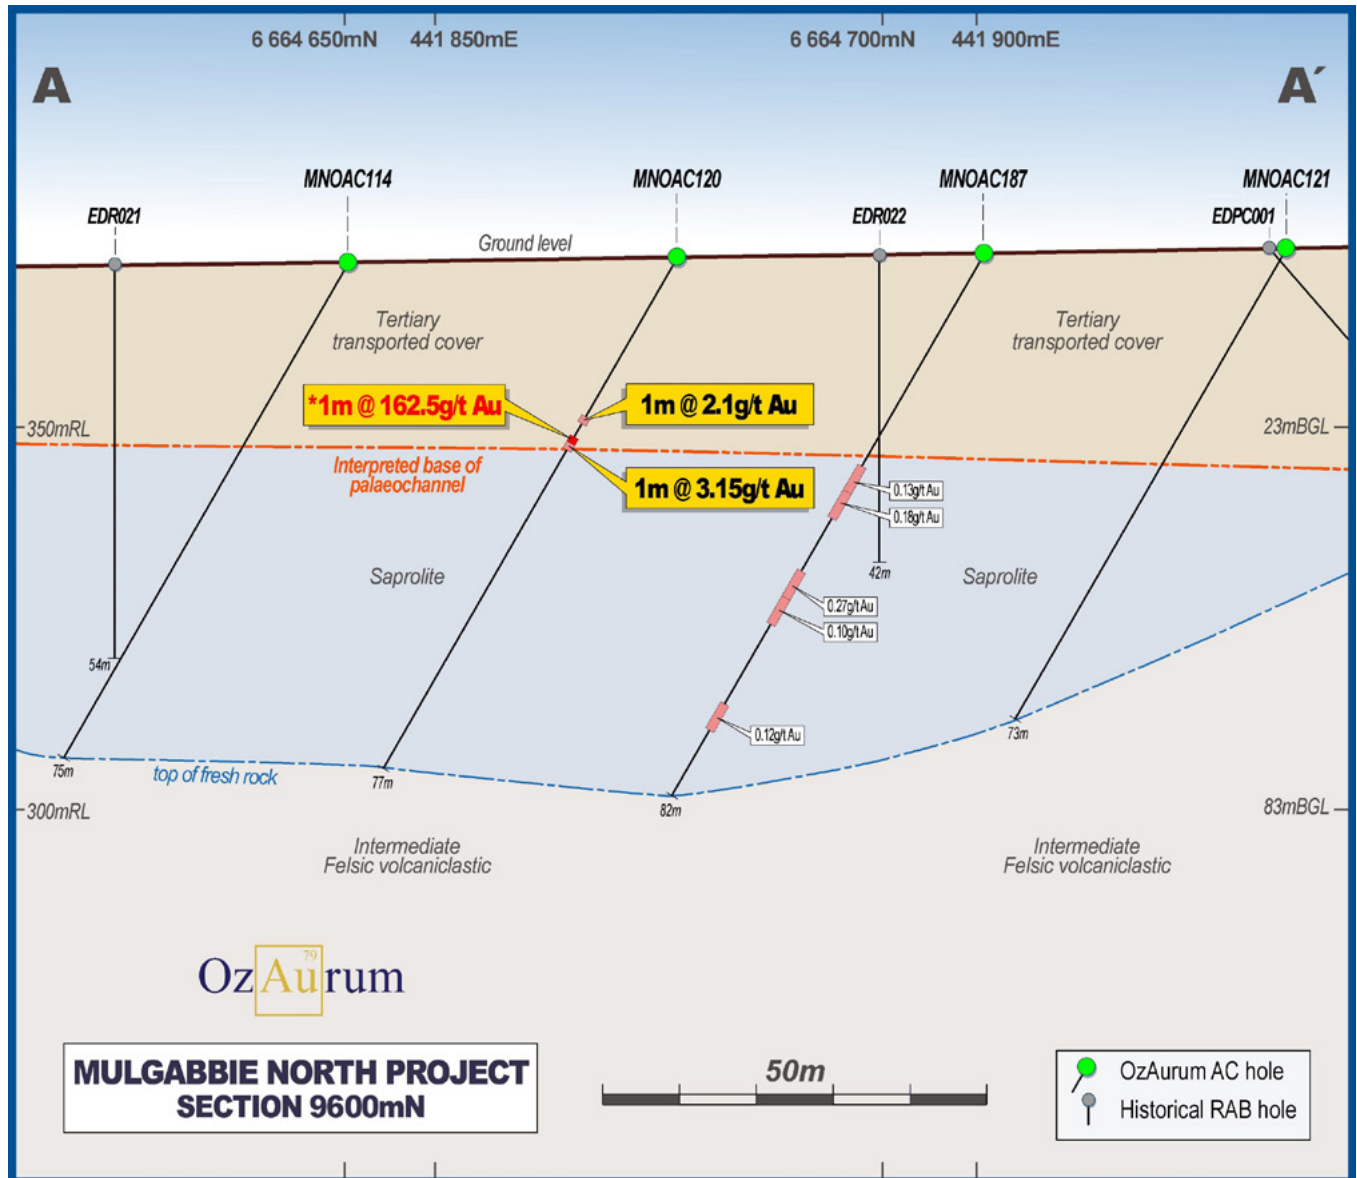 6 664 650mN 441 850mE 6 664 700mN 441 900mE
A A´
MNOAC114 MNOAC120 MNOAC187 MNOAC121
EDR021 EDR022 EDPC001
Ground level
Tertiary
transported cover
Tertiary
transported cover
*1m @ 162.5g/t Au
1m @ 2.1g/t Au
350mRL
23mBGL
Interpreted base of
palaeochannel
1m @ 3.15g/t Au
0.13g/t Au
0.18g/t Au
42m
Saprolite
Saprolite
0.27g/t Au
0.10g/t Au
54m
0.12g/t Au
73m
75m
top of fresh rock
77m
82m
300mRL
83mBGL
Intermediate
Felsic volcaniclastic
Intermediate
Felsic volcaniclastic
79
OzAurum
MULGABBIE NORTH PROJECT
SECTION 9600mN
50m
OzAurum AC hole
Historical RAB hole